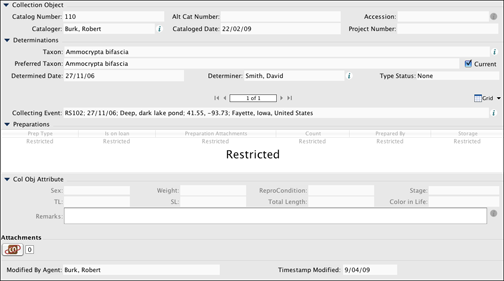 Collection Object
Catalog Number: 110 Alt Cat Number: Accession:
Cataloger: Burk, Robert Cataloged Date: 22/02/09 Project Number:
Determinations
Taxon: Ammocrypta bifascia
Preferred Taxon: Ammocrypta bifascia Current
Determined Date: 27/11/06 Determiner: Smith, David Type Status: None
1 of 1 Grid
Collecting Event: RS102; 27/11/06; Deep, dark lake pond; 41.55, -93.73; Fayette, Iowa, United States
Preparations
Prep Type Is on loan Preparation Attachments Count Prepared By Storage
Restricted Restricted Restricted Restricted Restricted Restricted
Restricted
Col Obj Attribute
Sex: Weight: ReproCondition: Stage:
TL: SL: Total Length: Color in Life:
Remarks:
Attachments
0
Modified By Agent: Burk, Robert Timestamp Modified: 9/04/09